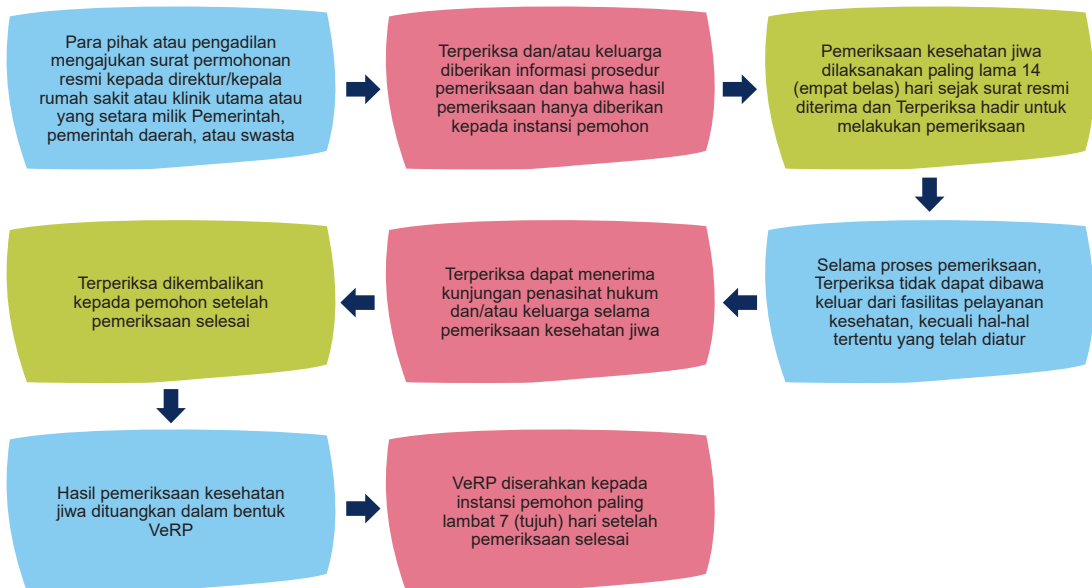 Para pihak atau pengadilan
mengajukan surat permohonan
resmi kepada direktur/kepala
rumah sakit atau klinik utama atau
yang setara milik Pemerintah,
pemerintah daerah, atau swasta
Terperiksa dan/atau keluarga
diberikan informasi prosedur
pemeriksaan dan bahwa hasil
pemeriksaan hanya diberikan
kepada instansi pemohon
Pemeriksaan kesehatan jiwa
dilaksanakan paling lama 14
(empat belas) hari sejak surat resmi
diterima dan Terperiksa hadir untuk
melakukan pemeriksaan
Selama proses pemeriksaan,
Terperiksa tidak dapat dibawa
keluar dari fasilitas pelayanan
kesehatan, kecuali hal-hal
tertentu yang telah diatur
Terperiksa dapat menerima
kunjungan penasihat hukum
dan/atau keluarga selama
pemeriksaan kesehatan jiwa
Terperiksa dikembalikan
kepada pemohon setelah
pemeriksaan selesai
Hasil pemeriksaan kesehatan
jiwa dituangkan dalam bentuk
VeRP
VeRP diserahkan kepada
instansi pemohon paling
lambat 7 (tujuh) hari setelah
pemeriksaan selesai